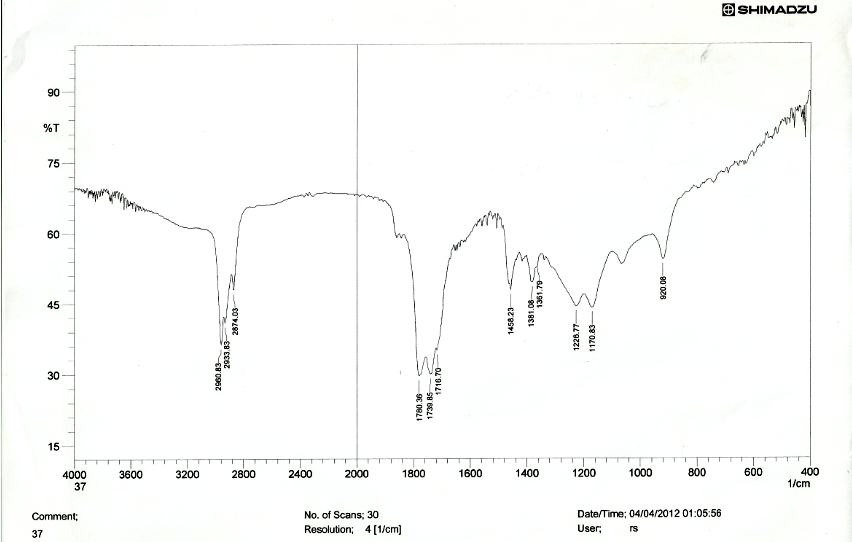 SHIMADZU
90
%T
75
60
45
30
15
2960.83
2933.83
2874.03
1780.36
1739.85
1716.70
1458.23
1381.08
1361.79
1226.77
1170.83
920.08
4000 3600 3200 2800 2400 2000 1800 1600 1400 1200 1000 800 600 400
37 1/cm
Comment;
37
No. of Scans; 30
Resolution; 4 [1/cm]
Date/Time; 04/04/2012 01:05:56
User; rs